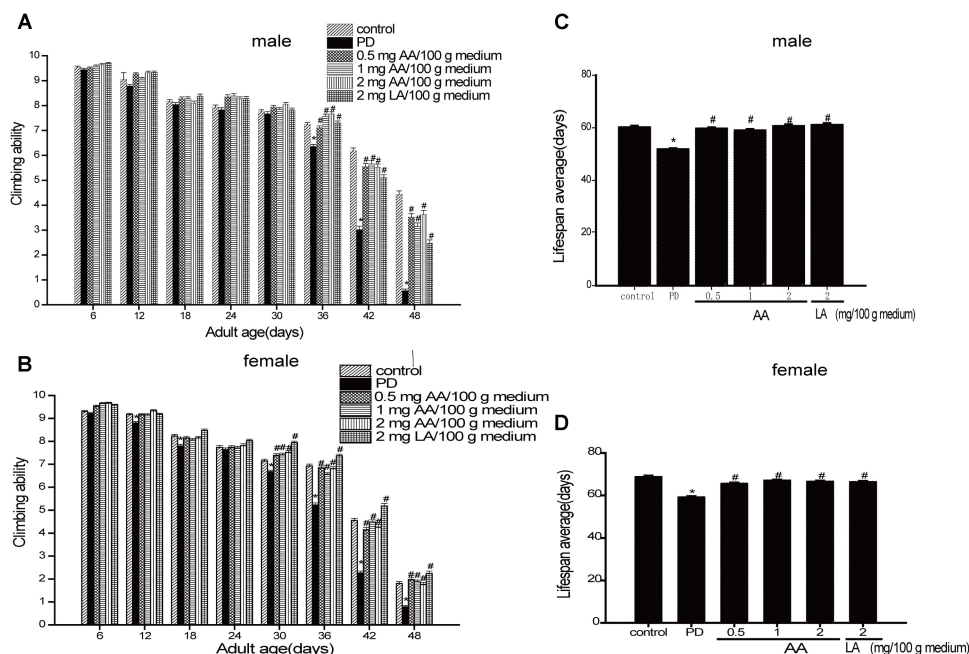 A
male
control
PD
0.5 mg AA/100 g medium
1 mg AA/100 g medium
2 mg AA/100 g medium
2 mg LA/100 g medium
Climbing ability
10
9
8
7
6
5
4
3
2
1
0
* # # # #
* # # # #
* # # # #
6 12 18 24 30 36 42 48
Adult age(days)
B
female
control
PD
0.5 mg AA/100 g medium
1 mg AA/100 g medium
2 mg AA/100 g medium
2 mg LA/100 g medium
Climbing ability
10
9
8
7
6
5
4
3
2
1
0
*
*
* # # # #
* # # # #
* # # # #
* # # # #
6 12 18 24 30 36 42 48
Adult age(days)
C
male
Lifespan average(days)
80
60
40
20
0
* # # # #
control PD 0.5 1 2 2
AA LA (mg/100 g medium)
female
D
Lifespan average(days)
80
60
40
20
0
* # # # #
control PD 0.5 1 2 2
AA LA (mg/100 g medium)